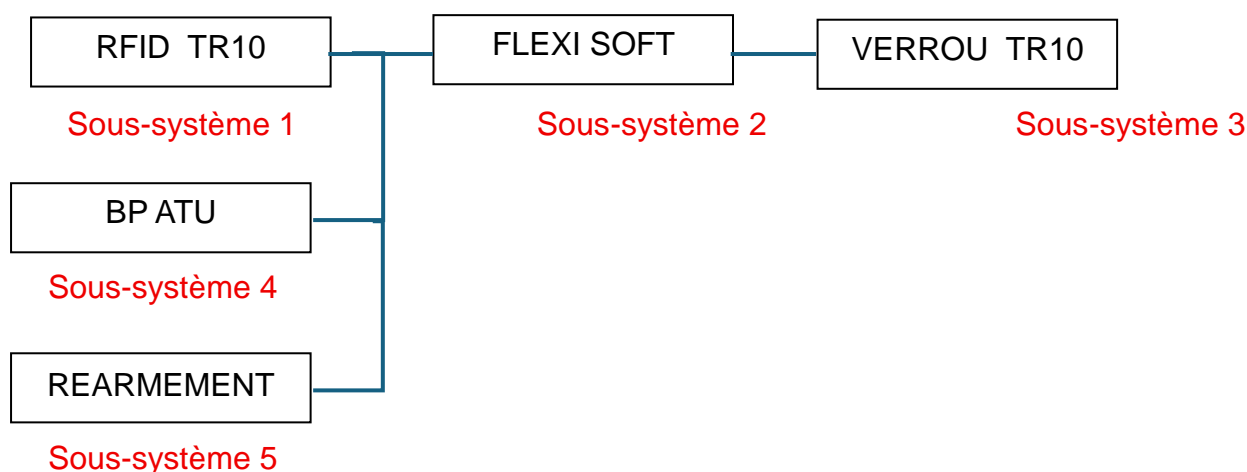 RFID TR10
FLEXI SOFT
VERROU TR10
Sous-système 1
Sous-système 2
Sous-système 3
BP ATU
Sous-système 4
REARMEMENT
Sous-système 5